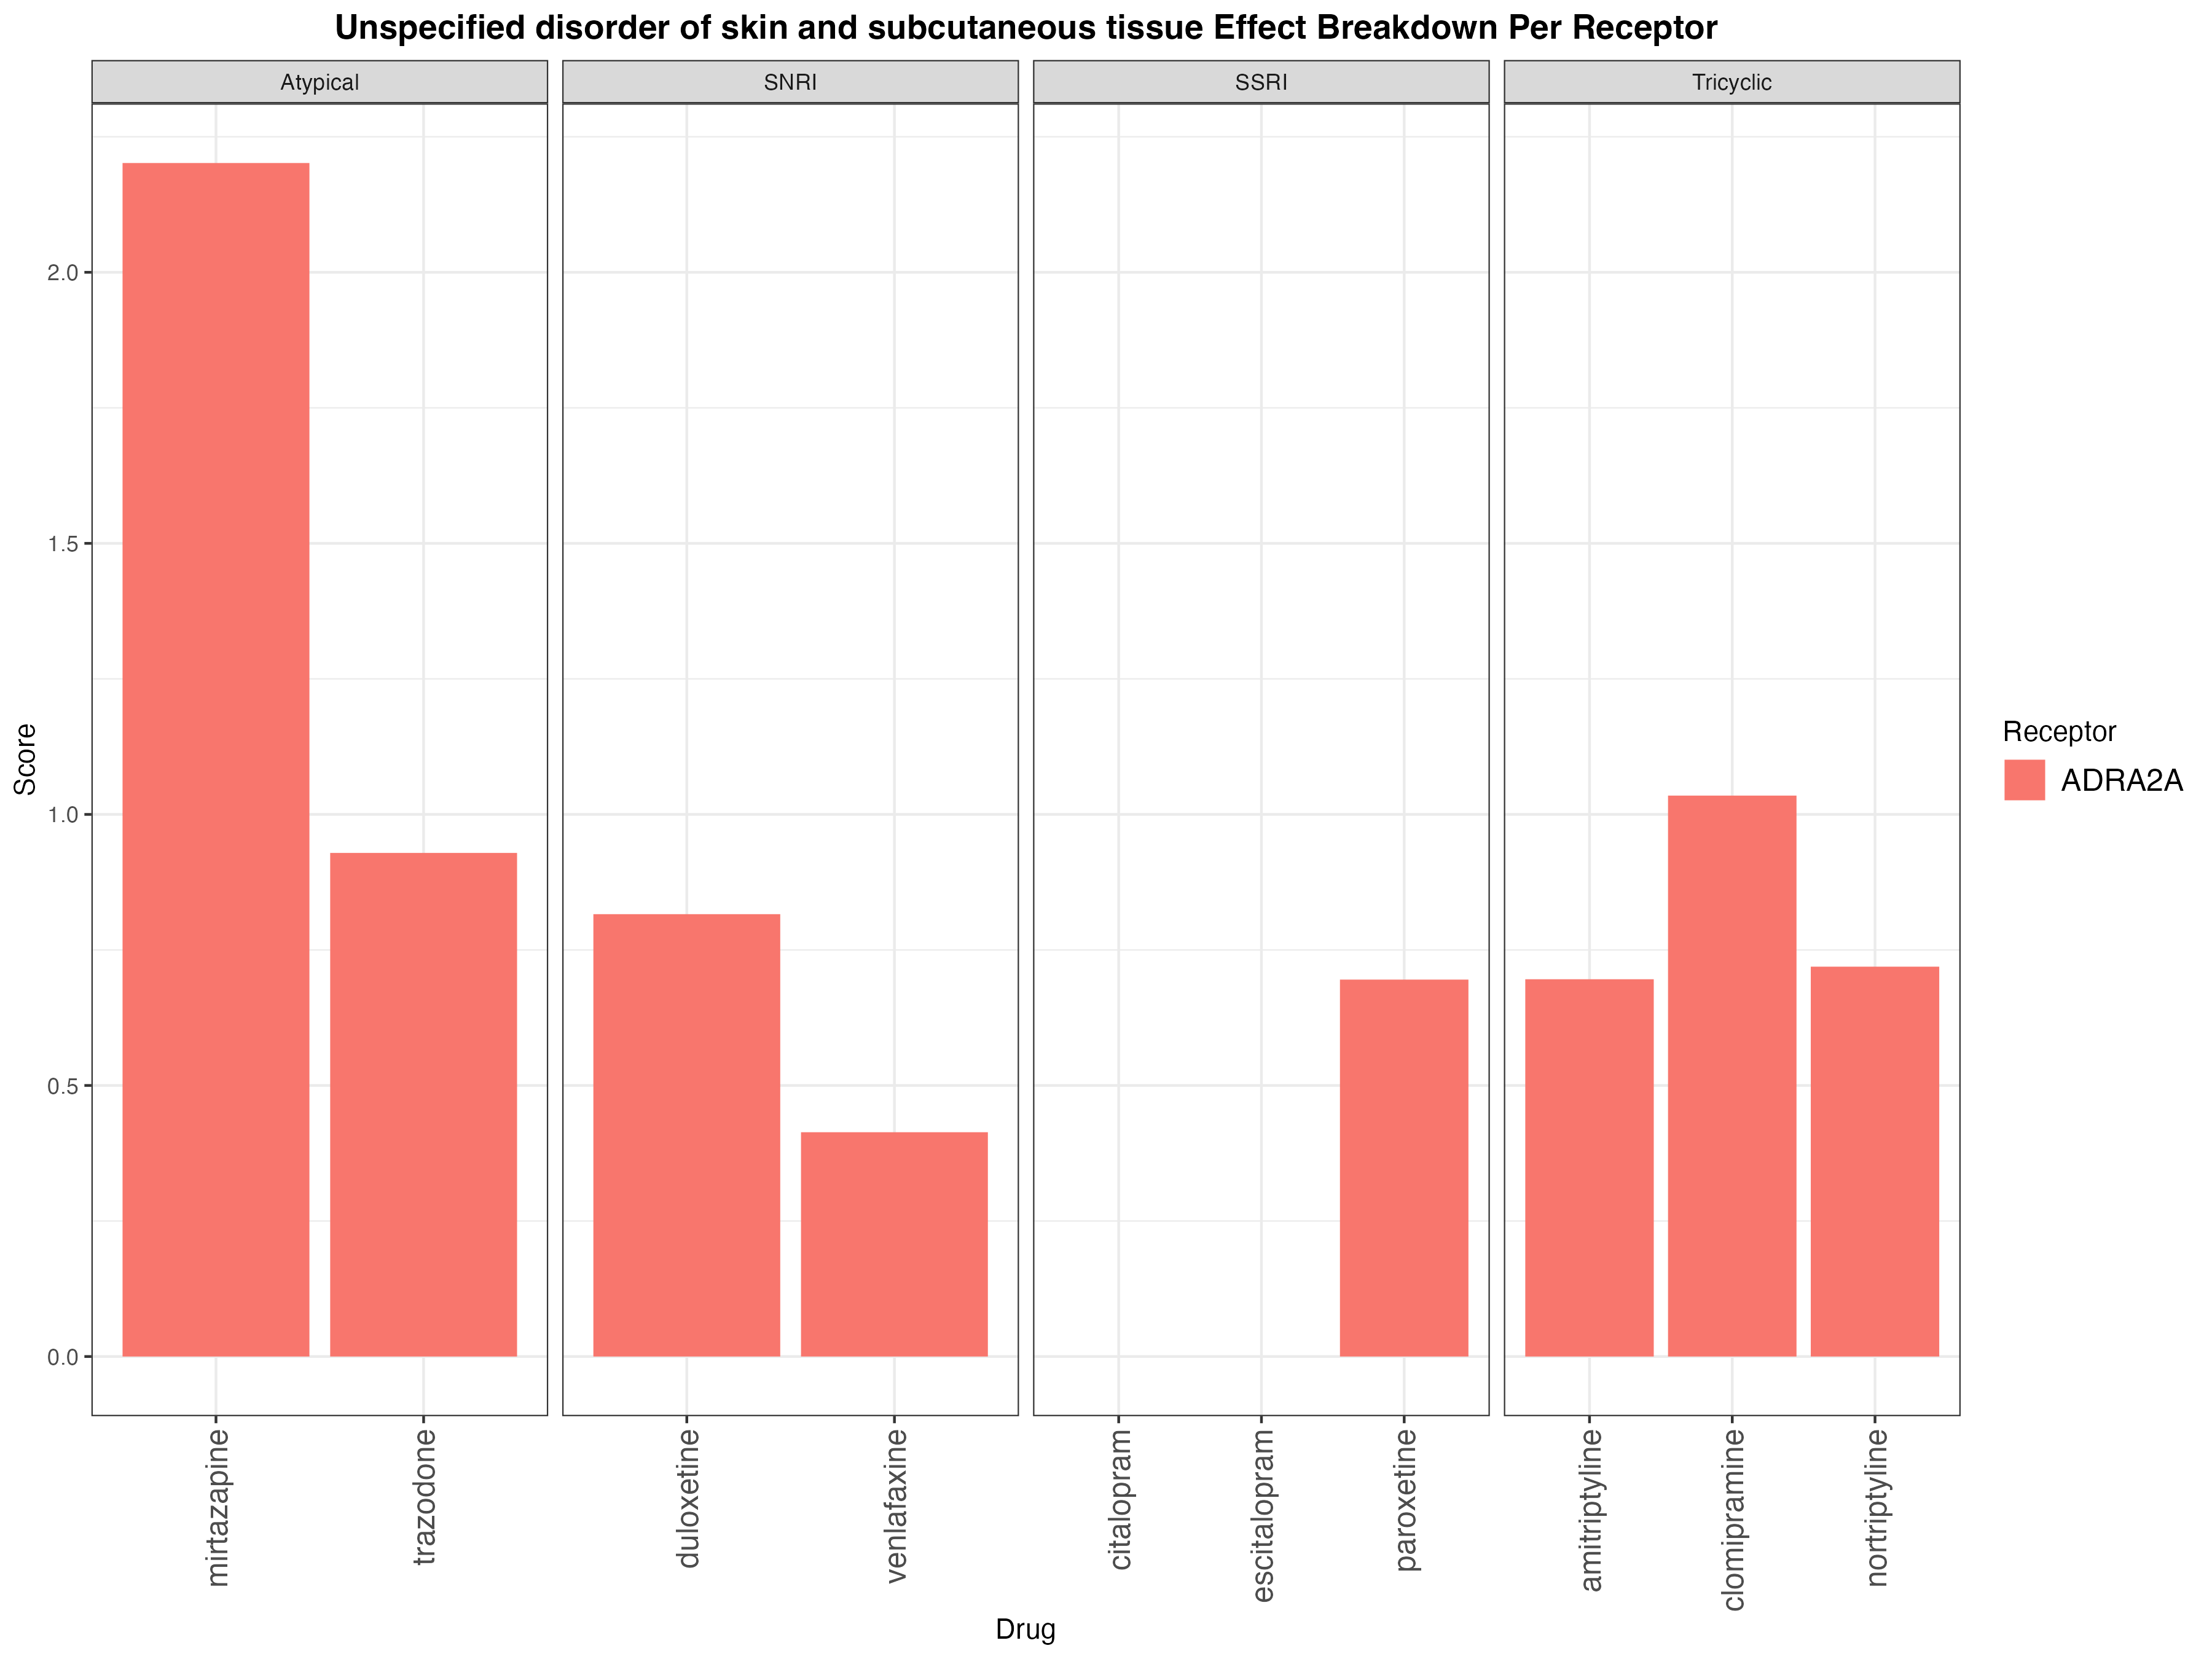 Unspecified disorder of skin and subcutaneous tissue Effect Breakdown Per Receptor
Atypical
SNRI
SSRI
Tricyclic
2.0
1.5
1.0
0.5
0.0
Score
Receptor
ADRA2A
mirtazapine
trazodone
duloxetine
venlafaxine
citalopram
escitalopram
paroxetine
amitriptyline
clomipramine
nortriptyline
Drug